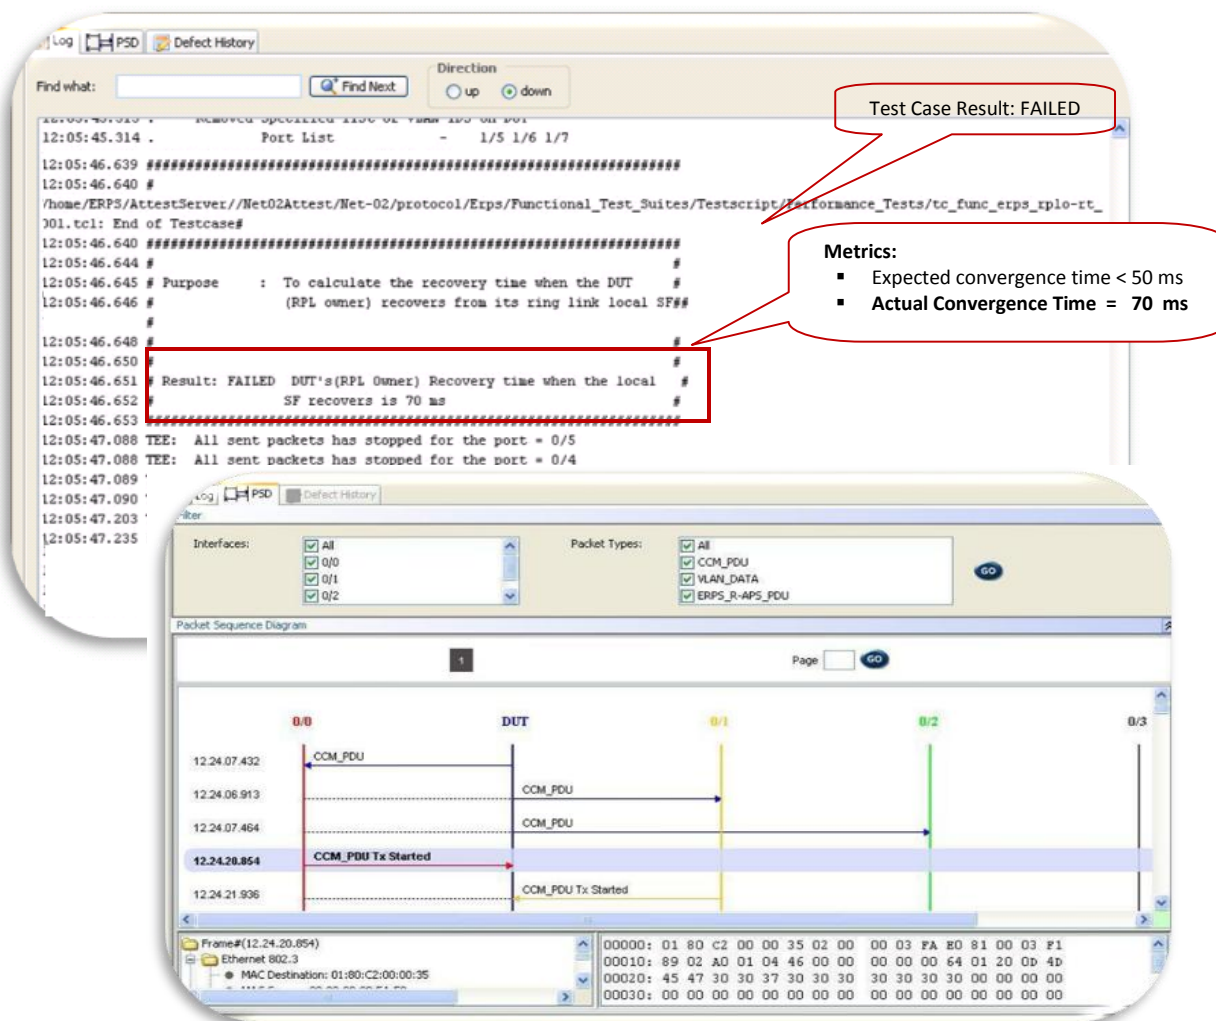 Log PSD Defect History
Find what: Find Next Direction up down
Test Case Result: FAILED
12:05:45.314 . Port List - 1/5 1/6 1/7
12:05:46.639 ##################################################################
12:05:46.640 #
/home/ERPS/AttestServer//Net02Attest/Net-02/protocol/Erps/Functional_Test_Suites/Testscript/Performance_Tests/tc_func_erps_rplo-rt_
001.tcl: End of Testcase#
12:05:46.640 ##################################################################
12:05:46.644 # #
12:05:46.645 # Purpose : To calculate the recovery time when the DUT #
12:05:46.646 # (RPL owner) recovers from its ring link local SF##
#
12:05:46.648 # #
12:05:46.650 # #
12:05:46.651 # Result: FAILED DUT's(RPL Owner) Recovery time when the local #
12:05:46.652 # SF recovers is 70 ms #
12:05:46.653 ##################################################################
12:05:47.088 TEE: All sent packets has stopped for the port = 0/5
12:05:47.088 TEE: All sent packets has stopped for the port = 0/4
12:05:47.089
12:05:47.090
12:05:47.203
12:05:47.235
Metrics:
▪ Expected convergence time < 50 ms
▪ Actual Convergence Time = 70 ms
Log PSD Defect History
Filter
Interfaces: All 0/0 0/1 0/2
Packet Types: All CCM_PDU VLAN_DATA ERPS_R-APS_PDU
GO
Packet Sequence Diagram
1 Page GO
0/0 DUT 0/1 0/2 0/3
12.24.07.432 CCM_PDU
12.24.06.913 CCM_PDU
12.24.07.464 CCM_PDU
12.24.20.854 CCM_PDU Tx Started
12.24.21.936 CCM_PDU Tx Started
Frame#(12.24.20.854)
Ethernet 802.3
MAC Destination: 01:80:C2:00:00:35
00000: 01 80 C2 00 00 35 02 00 00 03 FA E0 81 00 03 F1
00010: 89 02 A0 01 04 46 00 00 00 00 00 64 01 20 0D 4D
00020: 45 47 30 30 37 30 30 30 30 30 30 30 00 00 00 00
00030: 00 00 00 00 00 00 00 00 00 00 00 00 00 00 00 00